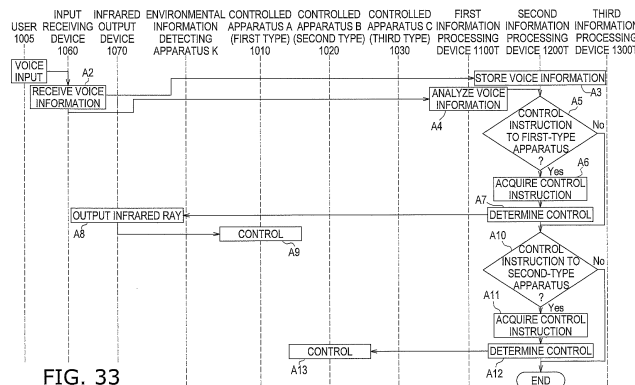 USER
1005
INPUT
RECEIVING
DEVICE
1060
INFRARED
OUTPUT
DEVICE
1070
ENVIRONMENTAL
INFORMATION
DETECTING
APPARATUS K
CONTROLLED
APPARATUS A
(FIRST TYPE)
1010
CONTROLLED
APPARATUS B
(SECOND TYPE)
1020
CONTROLLED
APPARATUS C
(THIRD TYPE)
1030
FIRST
INFORMATION
PROCESSING
DEVICE 1100T
SECOND
INFORMATION
PROCESSING
DEVICE 1200T
THIRD
INFORMATION
PROCESSING
DEVICE 1300T
VOICE
INPUT
A2
RECEIVE VOICE
INFORMATION
STORE VOICE INFORMATION
A3
ANALYZE VOICE
INFORMATION
A4
A5
CONTROL
INSTRUCTION
TO FIRST-TYPE
APPARATUS
?
No
Yes
A6
ACQUIRE CONTROL
INSTRUCTION
A7
DETERMINE CONTROL
OUTPUT INFRARED RAY
A8
CONTROL
A9
A10
CONTROL
INSTRUCTION TO
SECOND-TYPE
APPARATUS
?
No
Yes
A11
ACQUIRE CONTROL
INSTRUCTION
DETERMINE CONTROL
A12
CONTROL
A13
END
FIG. 33